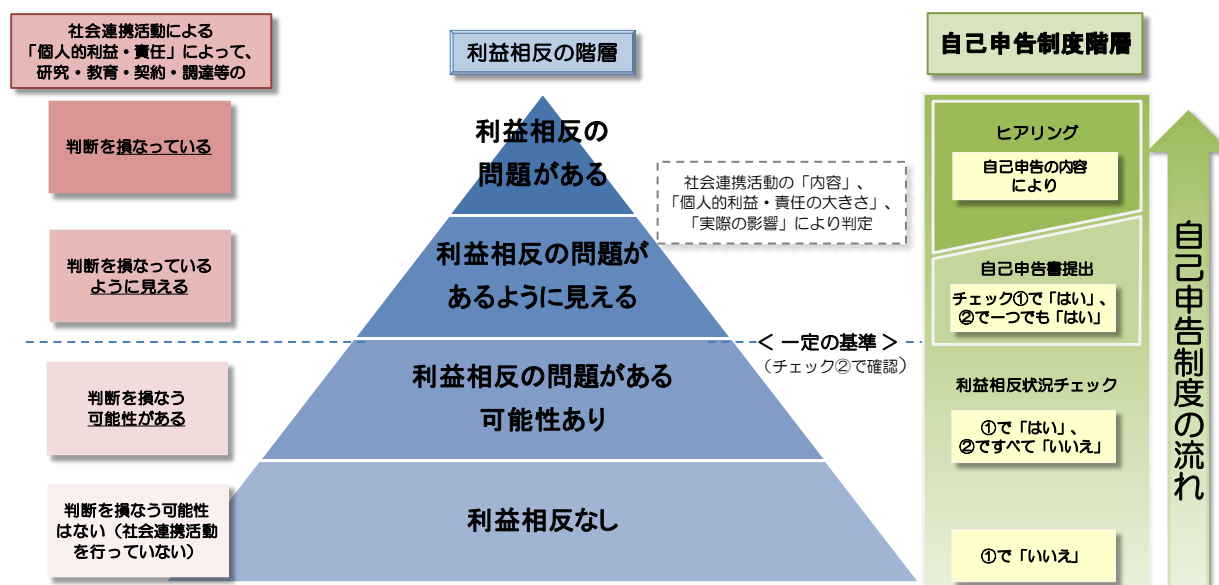 社会連携活動による
「個人的利益・責任」によって、
研究・教育・契約・調達等の
判断を損なっている
判断を損なっている
ように見える
判断を損なう
可能性がある
判断を損なう可能性
はない（社会連携活動
を行っていない）
利益相反の階層
利益相反の
問題がある
利益相反の問題が
あるように見える
利益相反の問題がある
可能性あり
利益相反なし
社会連携活動の「内容」、
「個人的利益・責任の大きさ」、
「実際の影響」により判定
＜ 一定の基準 ＞
（チェック②で確認）
自己申告制度階層
ヒアリング
自己申告の内容
により
自己申告書提出
チェック①で「はい」、
②で一つでも「はい」
利益相反状況チェック
①で「はい」、
②ですべて「いいえ」
①で「いいえ」
自己申告制度の流れ